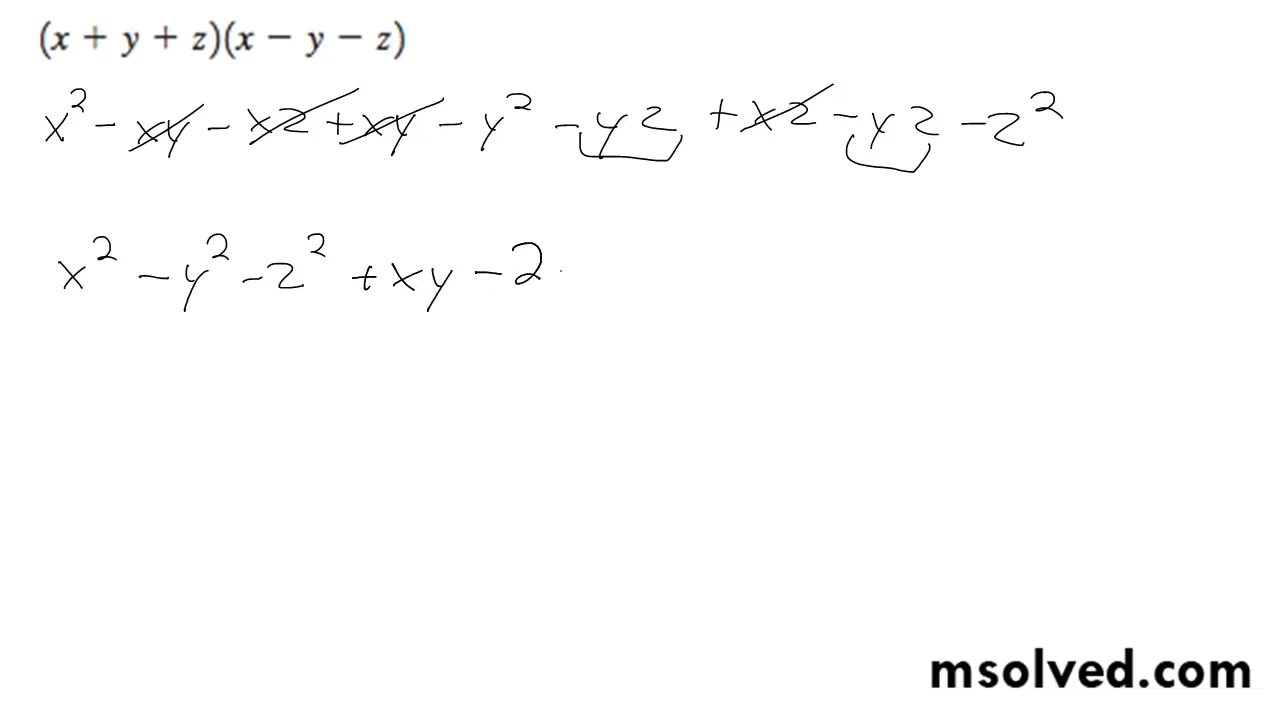 (x + y + z)(x − y − z)
x² − xy − xz + xy − y² − yz + xz − yz − z²
x² − y² − z² + xy − 2
msolved.com